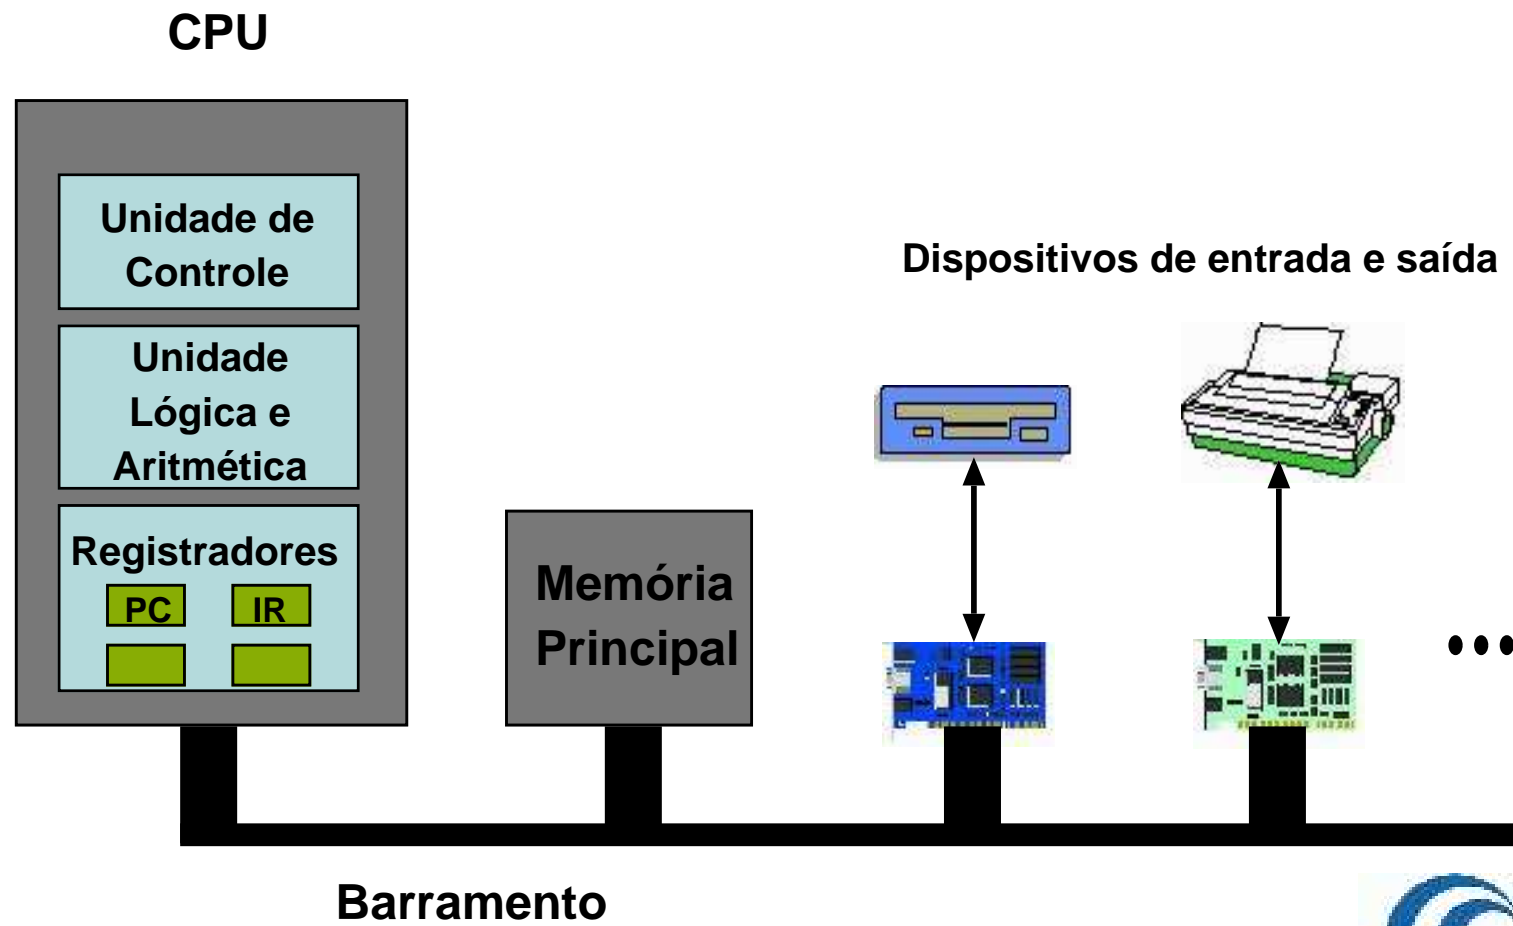 CPU
Unidade de
Controle
Unidade
Lógica e
Aritmética
Registradores
PC
IR
Memória
Principal
Dispositivos de entrada e saída
Barramento